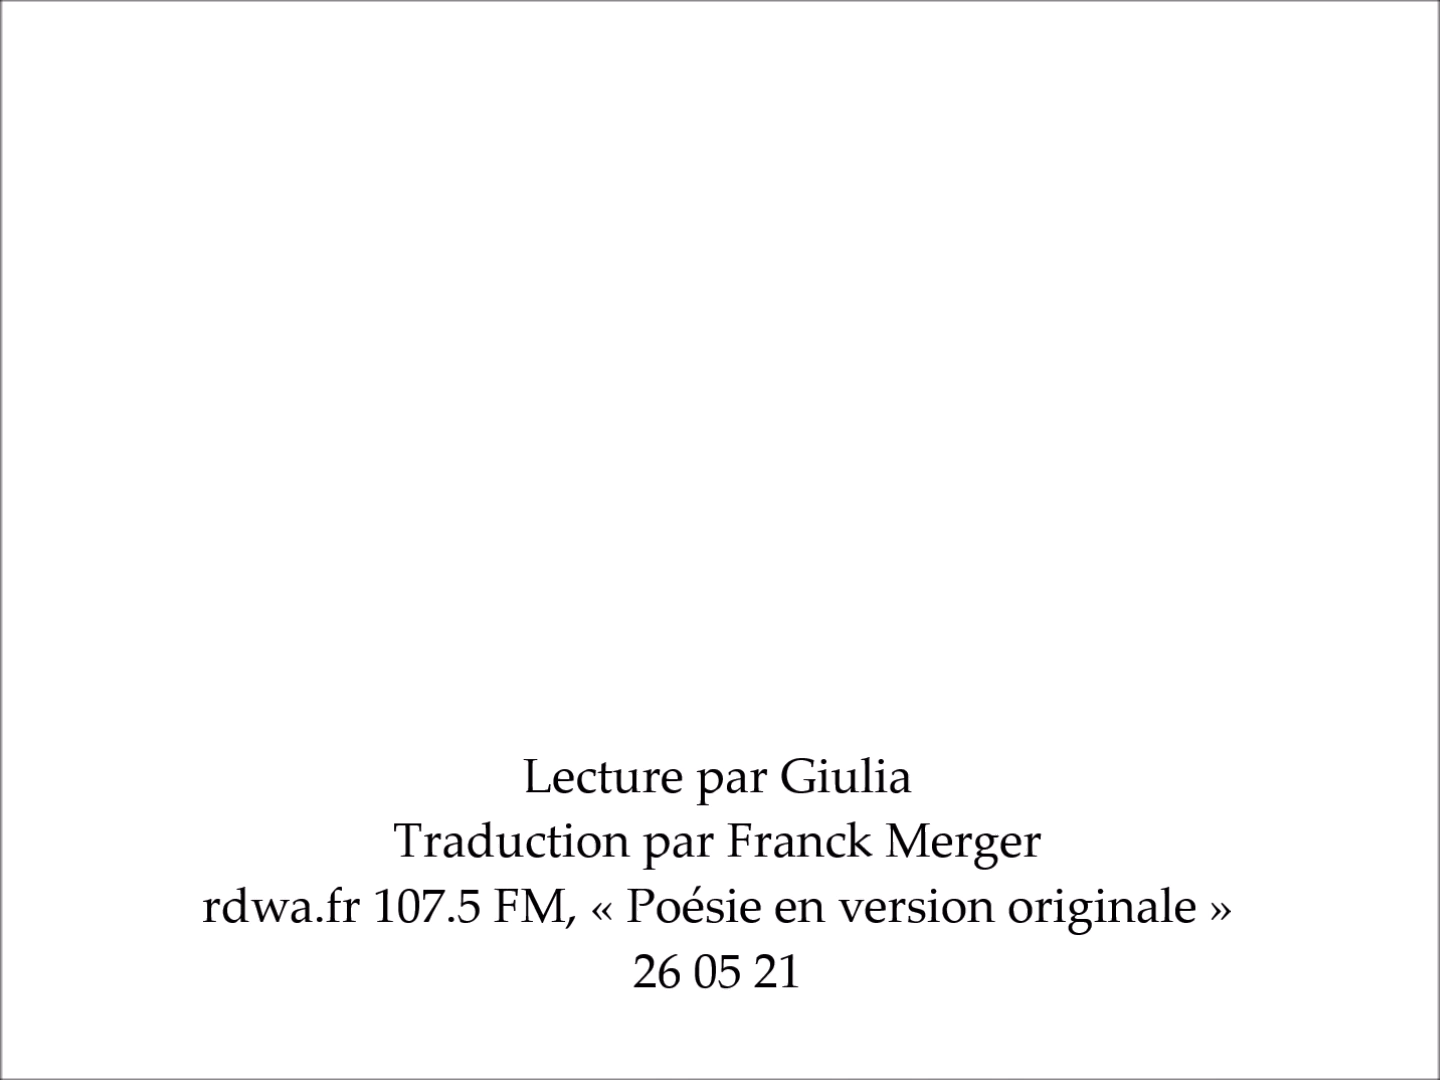 Lecture par Giulia
Traduction par Franck Merger
rdwa.fr 107.5 FM, « Poésie en version originale »
26 05 21